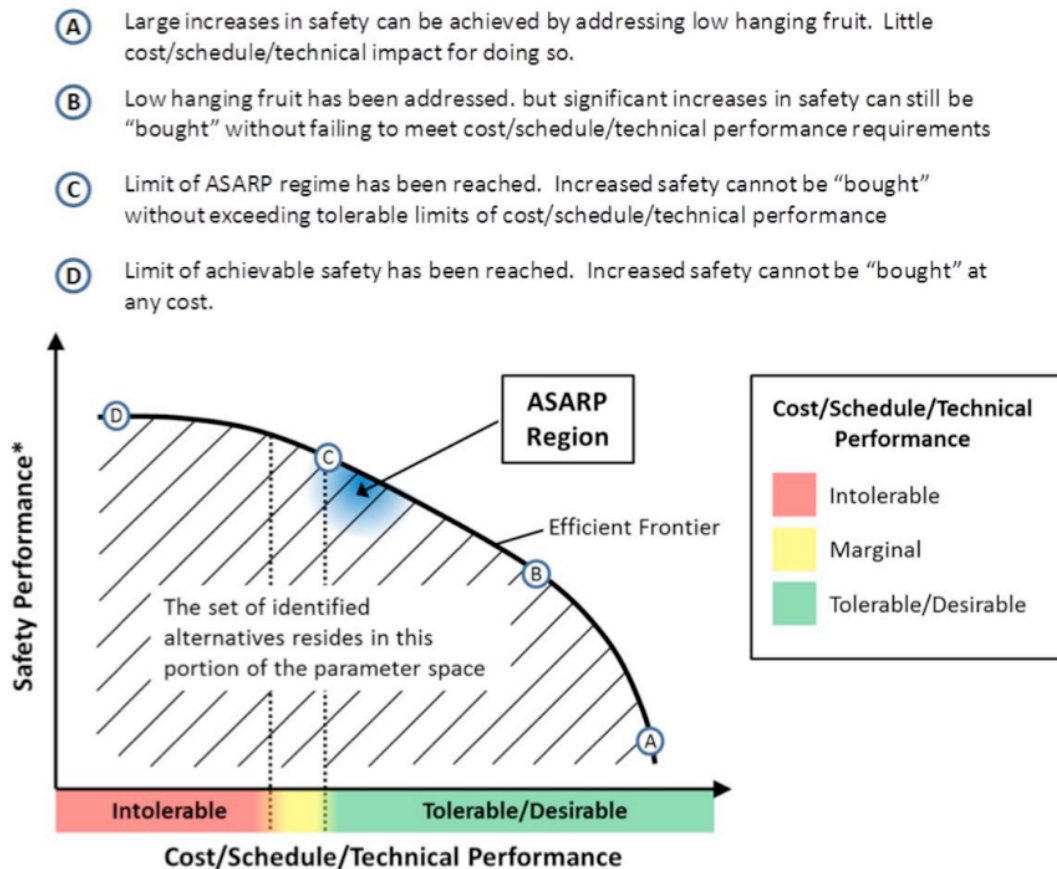 A Large increases in safety can be achieved by addressing low hanging fruit. Little
cost/schedule/technical impact for doing so.
B Low hanging fruit has been addressed. but significant increases in safety can still be
“bought” without failing to meet cost/schedule/technical performance requirements
C Limit of ASARP regime has been reached. Increased safety cannot be “bought”
without exceeding tolerable limits of cost/schedule/technical performance
D Limit of achievable safety has been reached. Increased safety cannot be “bought” at
any cost.
Safety Performance*
D
C
B
A
ASARP
Region
Efficient Frontier
The set of identified
alternatives resides in this
portion of the parameter space
Cost/Schedule/Technical
Performance
Intolerable
Marginal
Tolerable/Desirable
Intolerable
Tolerable/Desirable
Cost/Schedule/Technical Performance